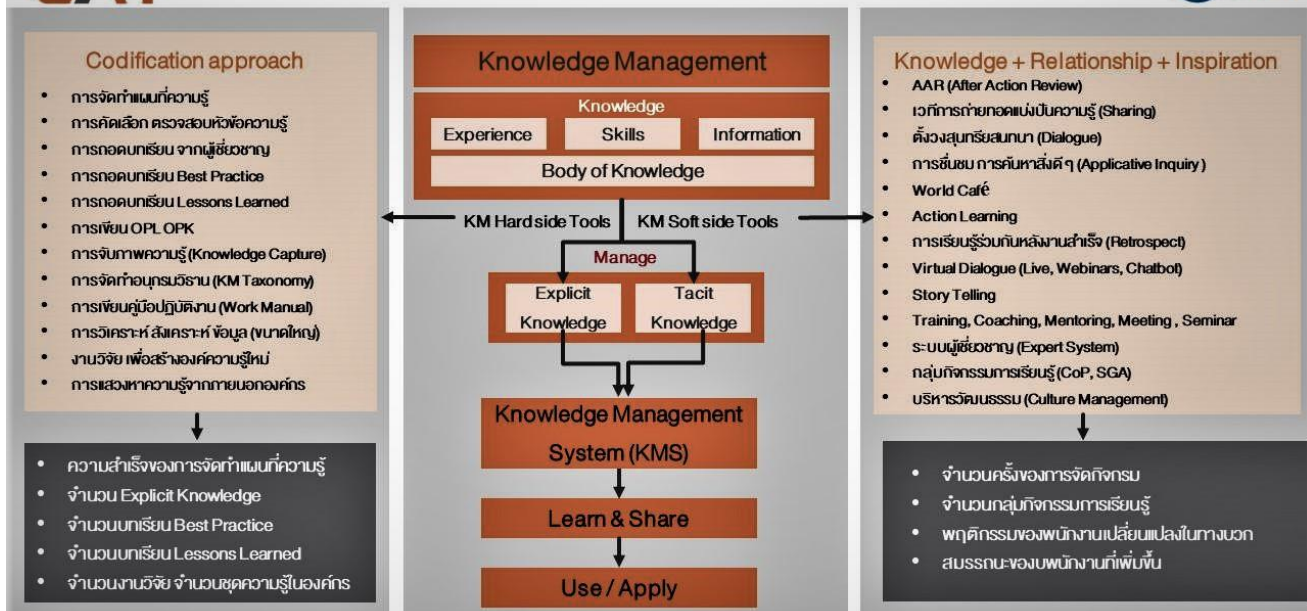 Codification approach
• การจัดทำแผนที่ความรู้
• การคัดเลือก ตรวจสอบหัวข้อความรู้
• การถอดบทเรียน จากผู้เชี่ยวชาญ
• การถอดบทเรียน Best Practice
• การถอดบทเรียน Lessons Learned
• การเขียน OPL OPK
• การจับภาพความรู้ (Knowledge Capture)
• การจัดทำอนุกรมวิธาน (KM Taxonomy)
• การเขียนคู่มือปฏิบัติงาน (Work Manual)
• การวิเคราะห์ สังเคราะห์ ข้อมูล (ขนาดใหญ่)
• งานวิจัย เพื่อสร้างองค์ความรู้ใหม่
• การแสวงหาความรู้จากภายนอกองค์กร
• ความสำเร็จของการจัดทำแผนที่ความรู้
• จำนวน Explicit Knowledge
• จำนวนบทเรียน Best Practice
• จำนวนบทเรียน Lessons Learned
• จำนวนงานวิจัย จำนวนชุดความรู้ในองค์กร
Knowledge Management
Knowledge
Experience
Skills
Information
Body of Knowledge
KM Hard side Tools
KM Soft side Tools
Manage
Explicit
Knowledge
Tacit
Knowledge
Knowledge Management
System (KMS)
Learn & Share
Use / Apply
Knowledge + Relationship + Inspiration
• AAR (After Action Review)
• เวทีการถ่ายทอดแบ่งปันความรู้ (Sharing)
• ตั้งวงสุนทรียสนทนา (Dialogue)
• การชื่นชม การค้นหาสิ่งดี ๆ (Applicative Inquiry )
• World Café
• Action Learning
• การเรียนรู้ร่วมกันหลังงานสำเร็จ (Retrospect)
• Virtual Dialogue (Live, Webinars, Chatbot)
• Story Telling
• Training, Coaching, Mentoring, Meeting , Seminar
• ระบบผู้เชี่ยวชาญ (Expert System)
• กลุ่มกิจกรรมการเรียนรู้ (CoP, SGA)
• บริหารวัฒนธรรม (Culture Management)
• จำนวนครั้งของการจัดกิจกรม
• จำนวนกลุ่มกิจกรรมการเรียนรู้
• พฤติกรรมของพนักงานเปลี่ยนแปลงในทางบวก
• สมรรถนะของบพนักงานที่เพิ่มขึ้น